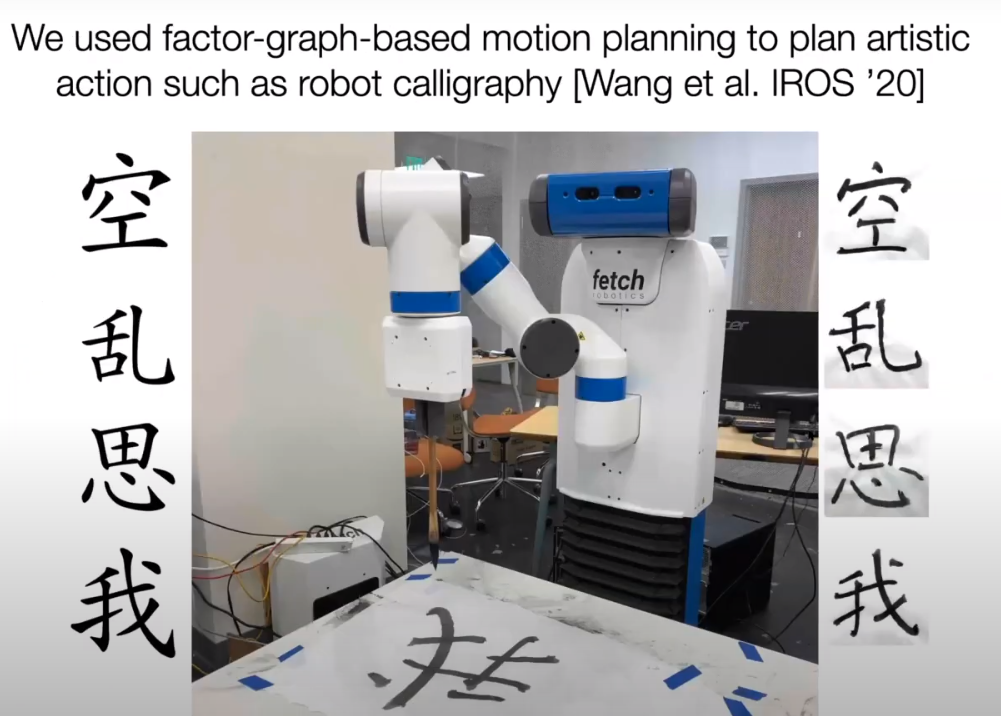 We used factor-graph-based motion planning to plan artistic
action such as robot calligraphy [Wang et al. IROS ’20]
空
乱
思
我
fetch
robotics
cer
空
乱
思
我